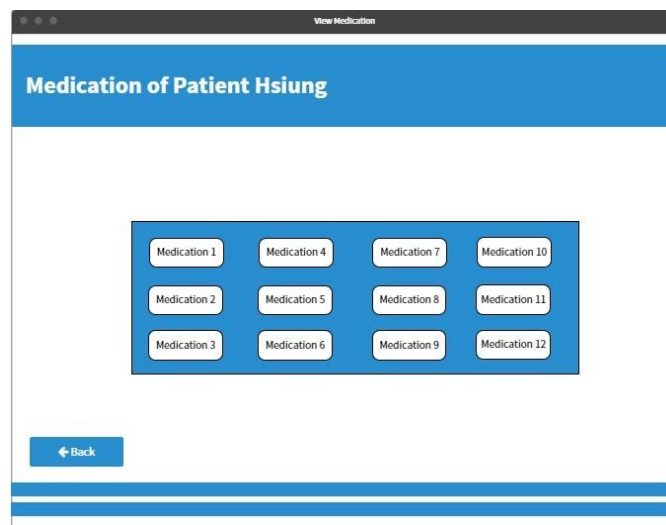 View Medication
Medication of Patient Hsiung
Medication 1 Medication 4 Medication 7 Medication 10
Medication 2 Medication 5 Medication 8 Medication 11
Medication 3 Medication 6 Medication 9 Medication 12
Back